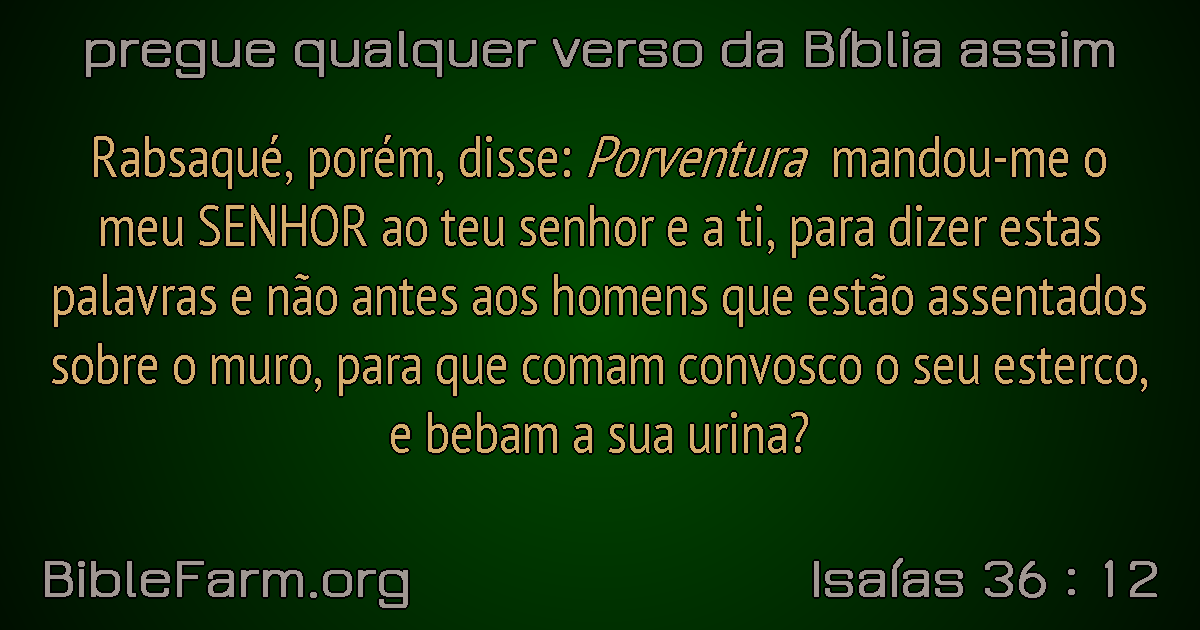 pregue qualquer verso da Bíblia assim
Rabsaqué, porém, disse: Porventura mandou-me o
meu SENHOR ao teu senhor e a ti, para dizer estas
palavras e não antes aos homens que estão assentados
sobre o muro, para que comam convosco o seu esterco,
e bebam a sua urina?
BibleFarm.org
Isaías 36 : 12